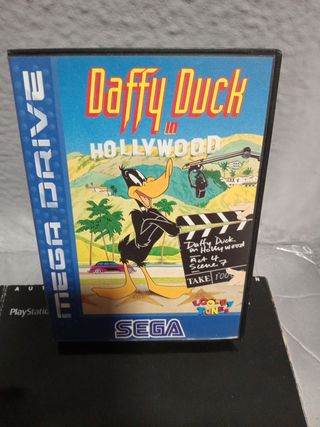 Daffy Duck
in
HOLLYWOOD
MEGA DRIVE
Daffy Duck
in Hollywood
Act 4
Scene 7
TAKE
LOONEY
TUNES
SEGA
PlayStation